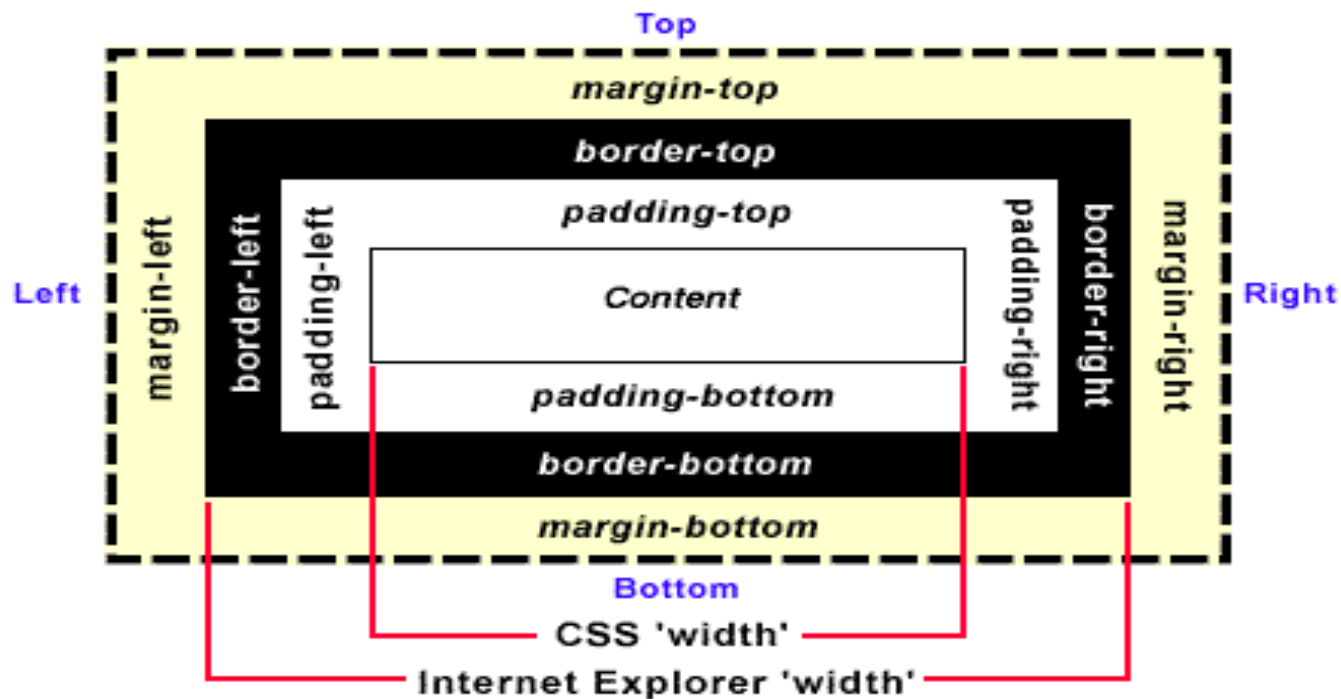 Top
margin-top
border-top
padding-top
Left
margin-left
border-left
padding-left
Content
padding-right
border-right
margin-right
Right
padding-bottom
border-bottom
margin-bottom
Bottom
CSS 'width'
Internet Explorer 'width'